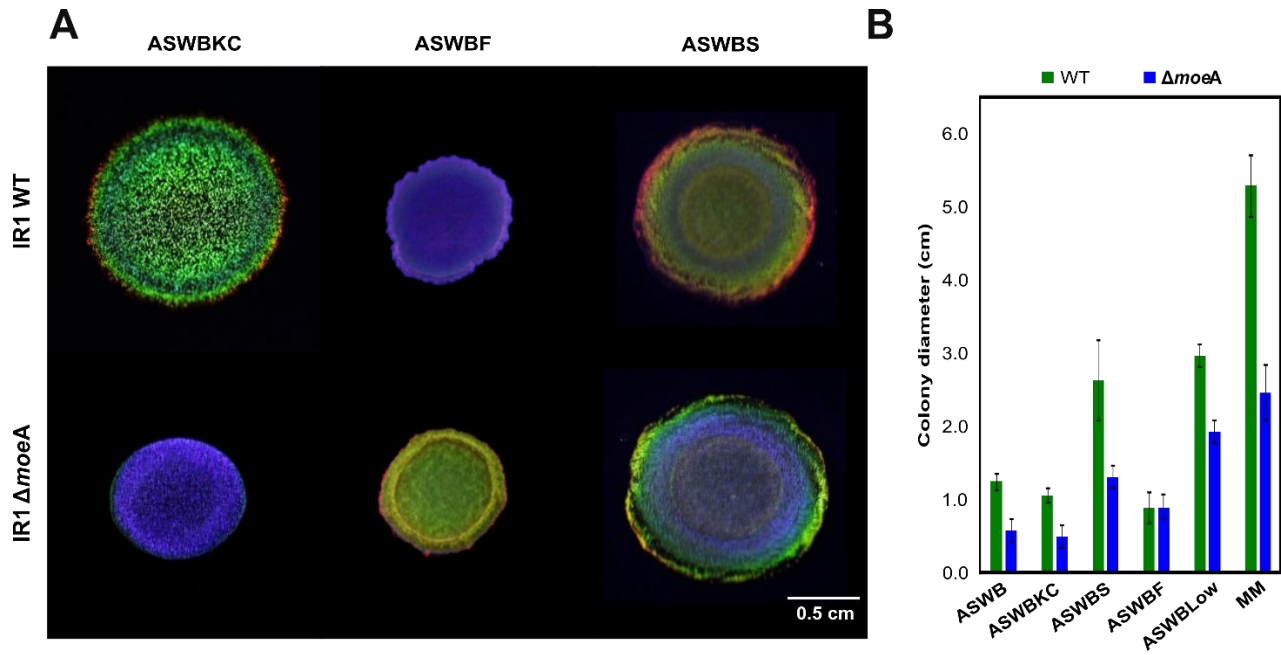 A
ASWBKC ASWBF ASWBS
IR1 WT
IR1 ΔmoeA
0.5 cm
B
WT ΔmoeA
Colony diameter (cm)
6.0
5.0
4.0
3.0
2.0
1.0
0.0
ASWB
ASWBKC
ASWBS
ASWBF
ASWBLow
MM